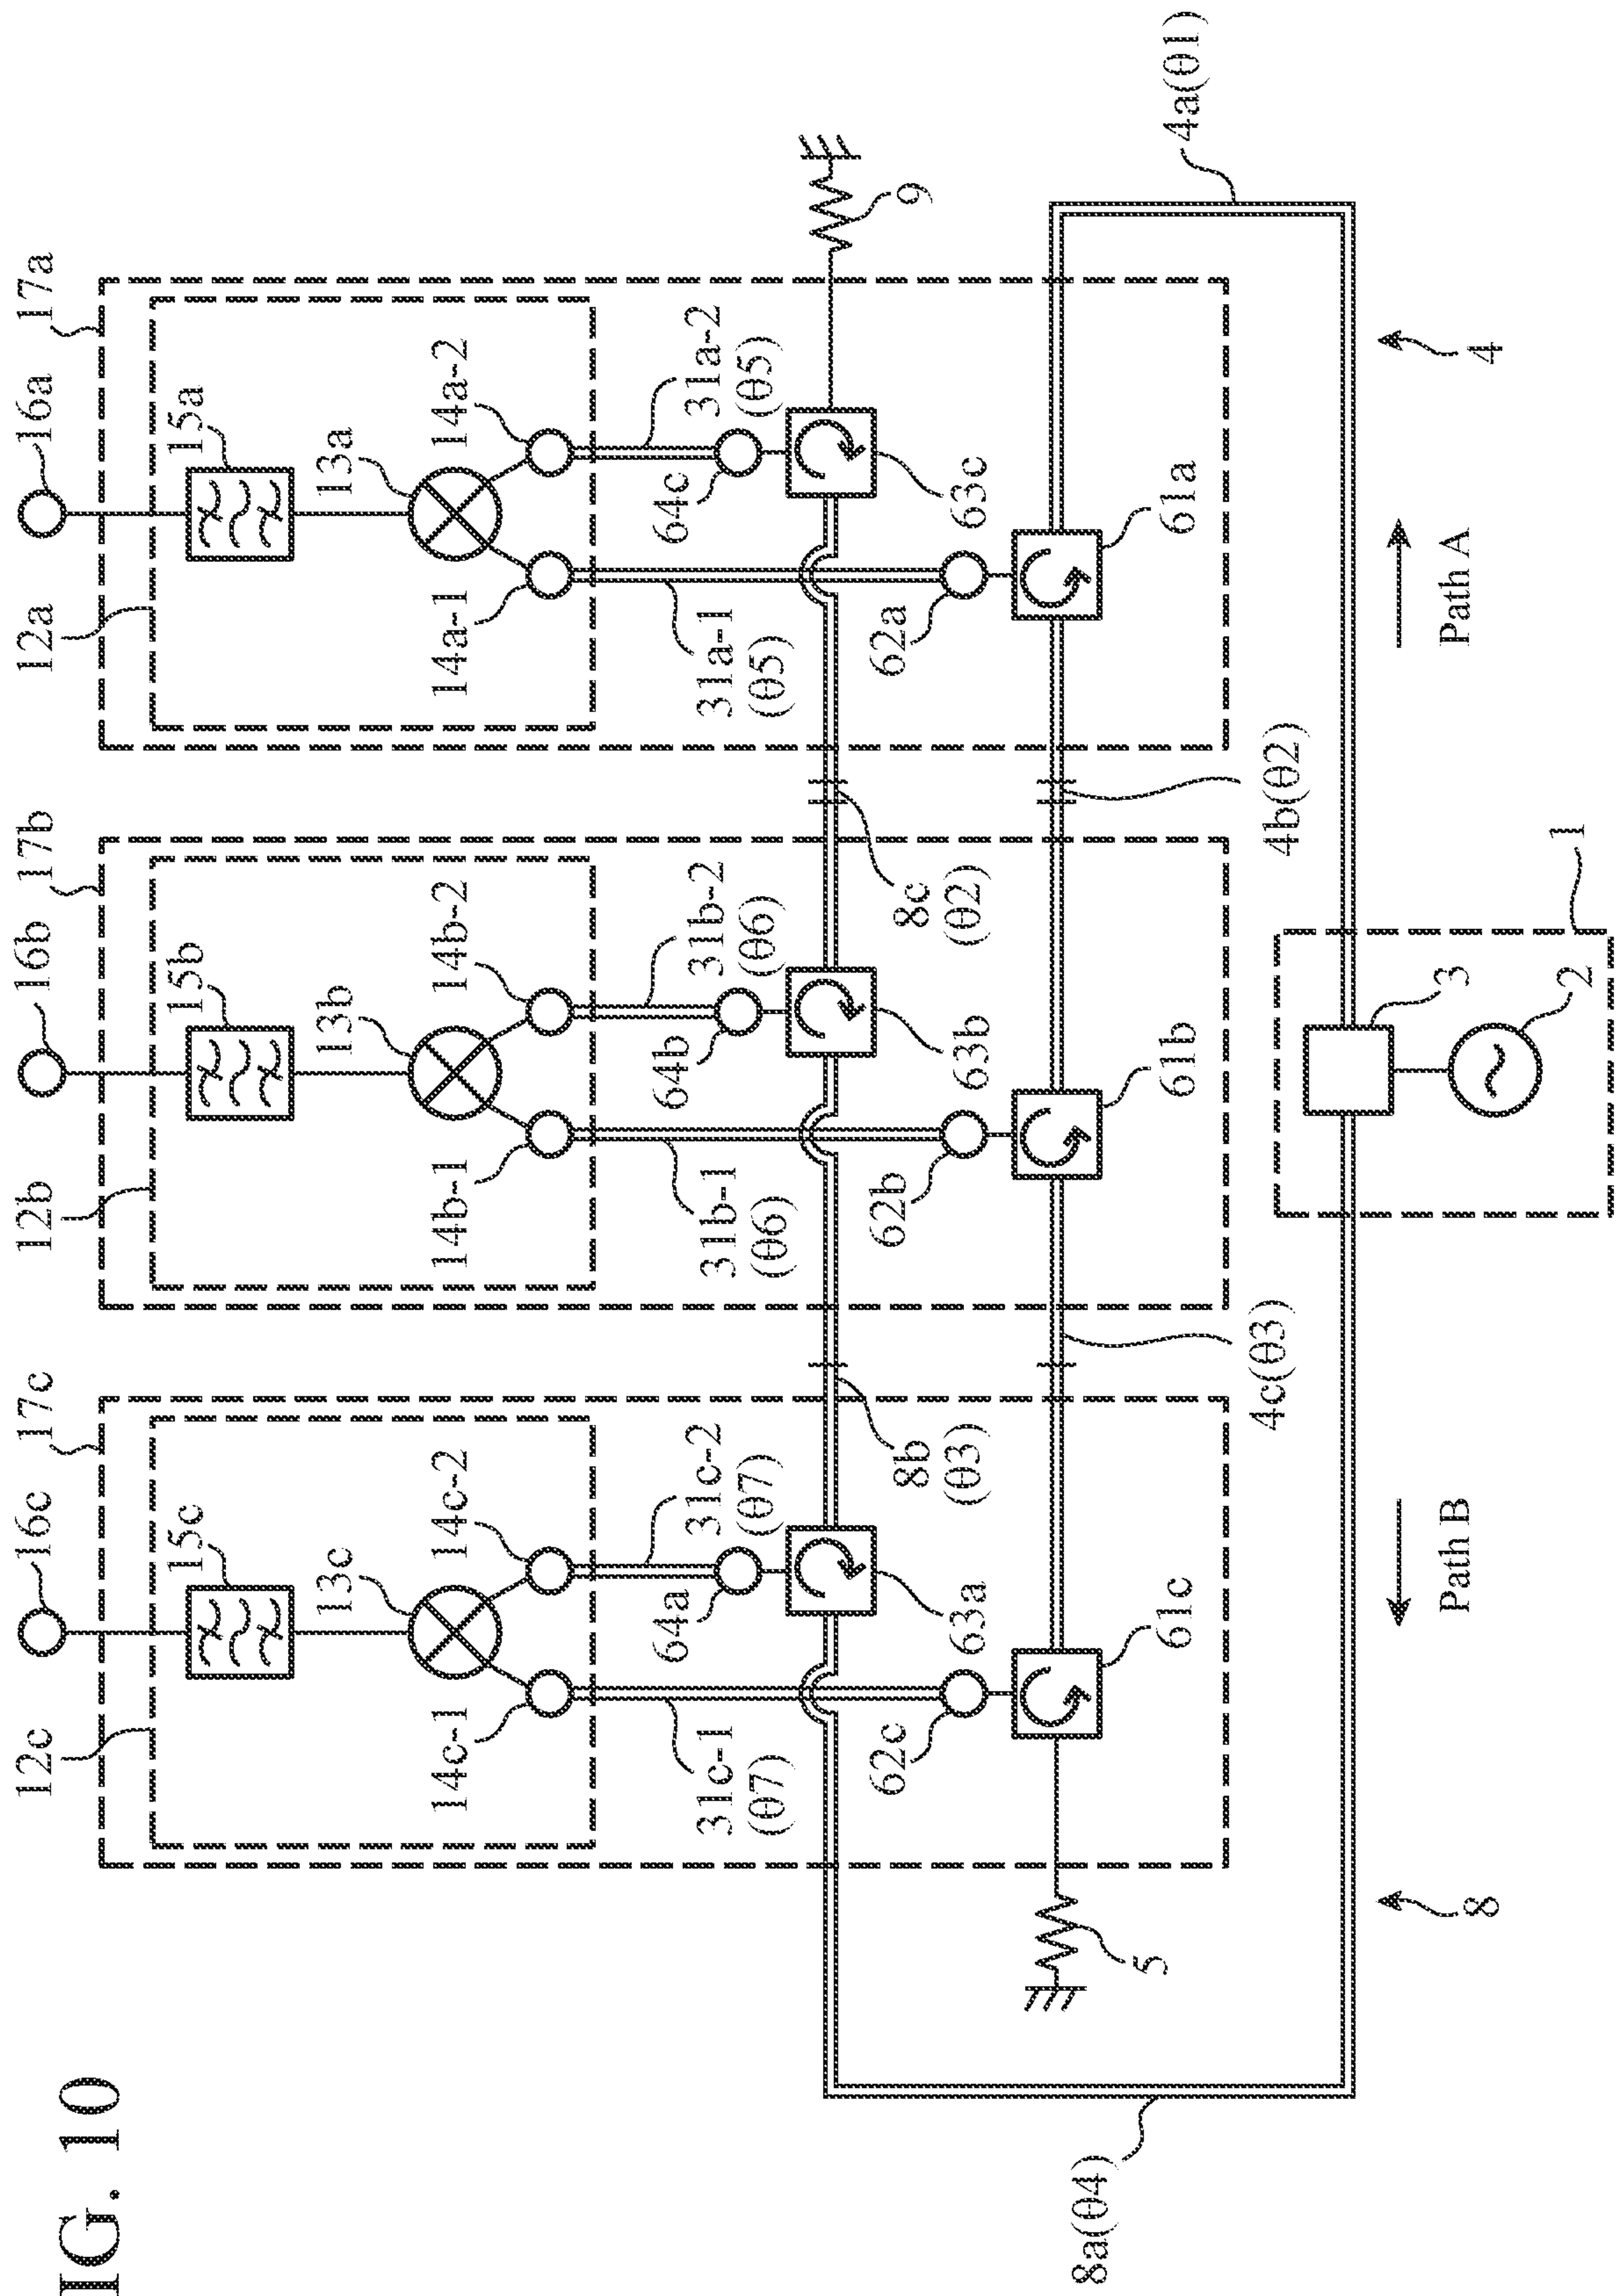 IG. 10
16c
17c
16b
17b
16a
17a
12c
15c
12b
15b
12a
15a
13c
13b
13a
14c-1
14c-2
14b-1
14b-2
14a-1
14a-2
31c-1
(θ7)
31c-2
(θ7)
31b-1
(θ6)
31b-2
(θ6)
31a-1
(θ5)
31a-2
(θ5)
64a
64b
64c
62c
63a
8b
(θ3)
62b
63b
8c
(θ2)
62a
63c
9
5
61c
61b
61a
8a(θ4)
4c(θ3)
4b(θ2)
4a(θ1)
8
Path B
3
2
1
Path A
4